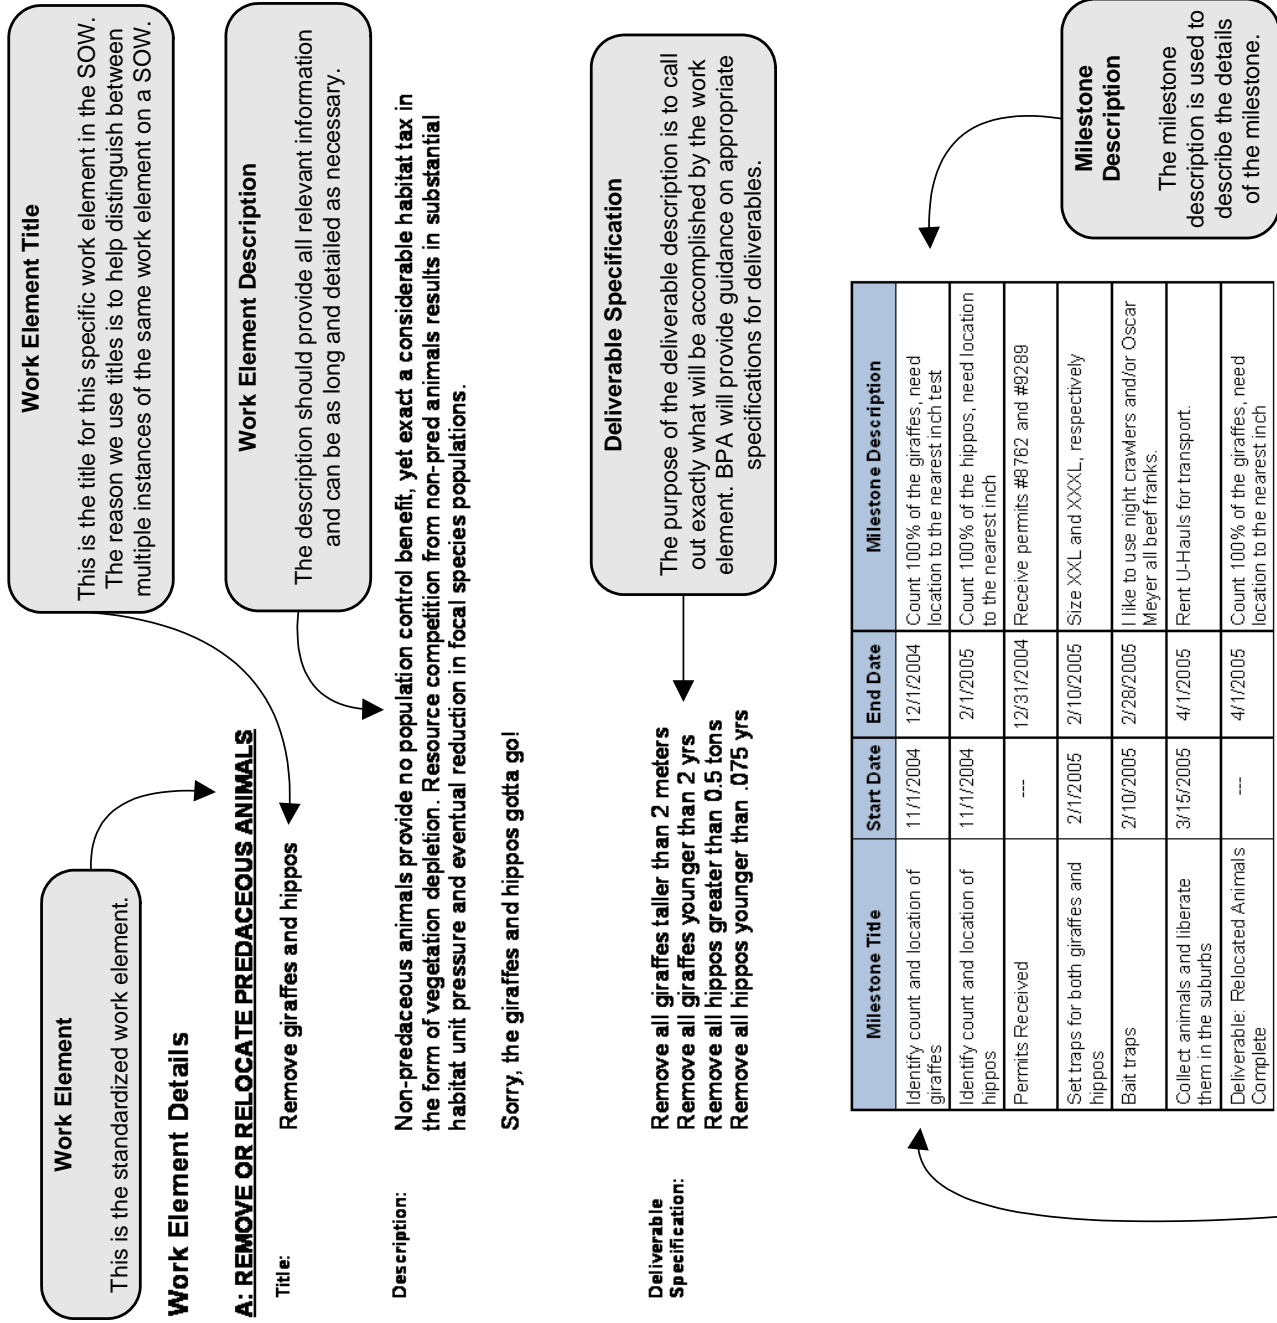 Work Element
This is the standardized work element.
Work Element Title
This is the title for this specific work element in the SOW.
The reason we use titles is to help distinguish between
multiple instances of the same work element on a SOW.
Work Element Details
A: REMOVE OR RELOCATE PREDACEOUS ANIMALS
Work Element Description
The description should provide all relevant information
and can be as long and detailed as necessary.
Title: Remove giraffes and hippos
Description: Non-predaceous animals provide no population control benefit, yet exact a considerable habitat tax in
the form of vegetation depletion. Resource competition from non-pred animals results in substantial
habitat unit pressure and eventual reduction in focal species populations.
Sorry, the giraffes and hippos gotta go!
Deliverable Specification
The purpose of the deliverable description is to call
out exactly what will be accomplished by the work
element. BPA will provide guidance on appropriate
specifications for deliverables.
Deliverable
Specification:
Remove all giraffes taller than 2 meters
Remove all giraffes younger than 2 yrs
Remove all hippos greater than 0.5 tons
Remove all hippos younger than .075 yrs
Milestone Title Start Date End Date Milestone Description
Identify count and location of
giraffes
11/1/2004
12/1/2004
Count 100% of the giraffes, need
location to the nearest inch test
Identify count and location of
hippos
11/1/2004
2/1/2005
Count 100% of the hippos, need location
to the nearest inch
Permits Received
---
12/31/2004
Receive permits #8762 and #9289
Set traps for both giraffes and
hippos
2/1/2005
2/10/2005
Size XXL and XXXL, respectively
Bait traps
2/10/2005
2/28/2005
I like to use night crawlers and/or Oscar
Meyer all beef franks.
Collect animals and liberate
them in the suburbs
3/15/2005
4/1/2005
Rent U-Hauls for transport.
Deliverable: Relocated Animals
Complete
---
4/1/2005
Count 100% of the giraffes, need
location to the nearest inch
Milestone
Description
The milestone
description is used to
describe the details
of the milestone.